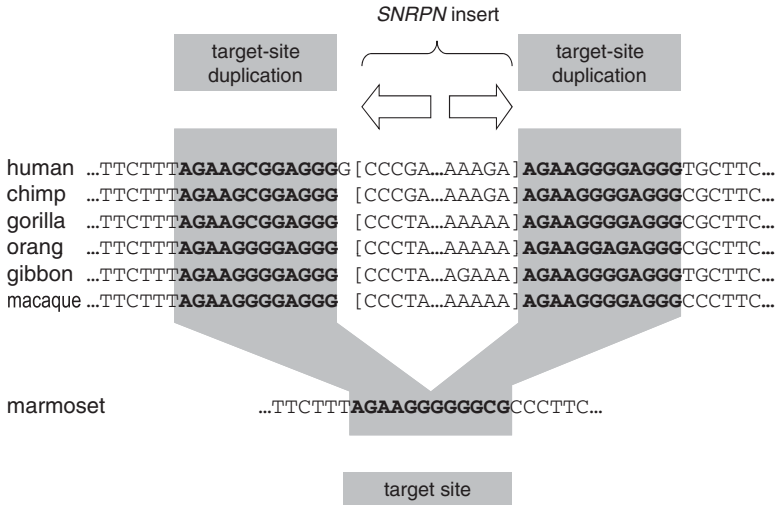 SNRPN insert
target-site
duplication
target-site
duplication
human ...TTCTTTAGAAGCGGAGGGG[CCCGA...AAAGA]AGAAGGGGAGGGTGCTTC...
chimp ...TTCTTTAGAAGCGGAGGG [CCCGA...AAAGA]AGAAGGGGAGGGCGCTTC...
gorilla ...TTCTTTAGAAGCGGAGGG [CCCTA...AAAAA]AGAAGGGGAGGGCGCTTC...
orang ...TTCTTTAGAAGGGGAGGG [CCCTA...AAAAA]AGAAGGAGAGGGCGCTTC...
gibbon ...TTCTTTAGAAGGGGAGGG [CCCTA...AGAAA]AGAAGGGGAGGGTGCTTC...
macaque ...TTCTTTAGAAGGGGAGGG [CCCTA...AAAAA]AGAAGGGGAGGGCCCTTC...
marmoset ...TTCTTTAGAAGGGGGGCGCCCTTC...
target site